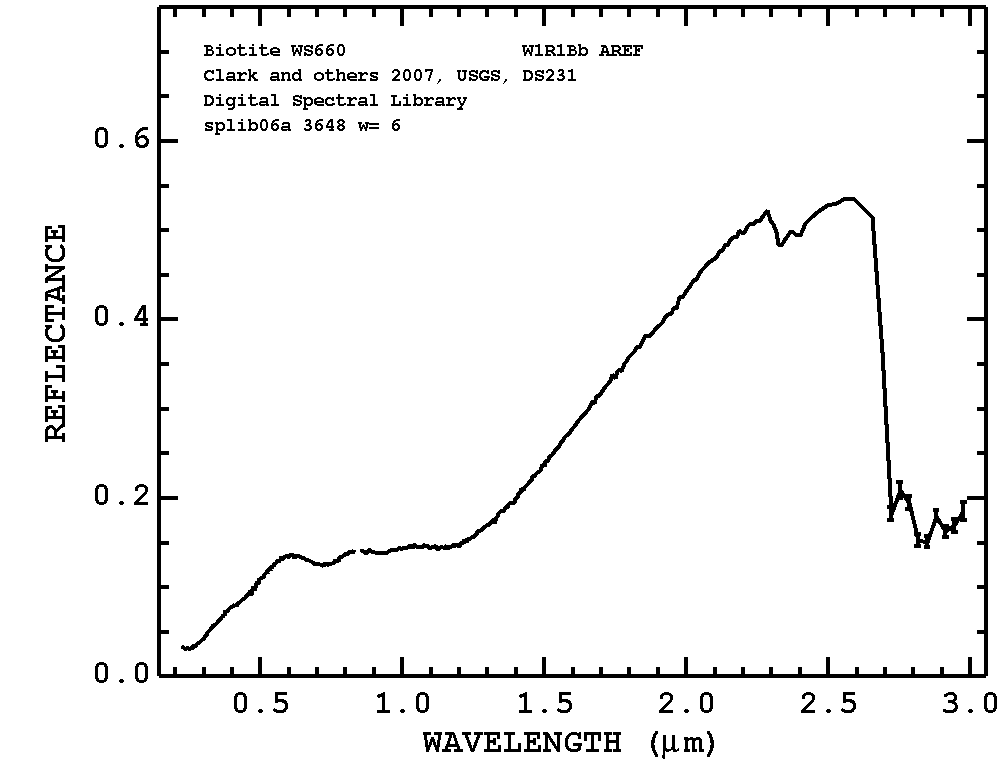 Biotite WS660 W1R1Bb AREF
Clark and others 2007, USGS, DS231
Digital Spectral Library
splib06a 3648 w= 6
0.6
0.4
0.2
0.0
REFLECTANCE
0.5 1.0 1.5 2.0 2.5 3.0
WAVELENGTH (μm)